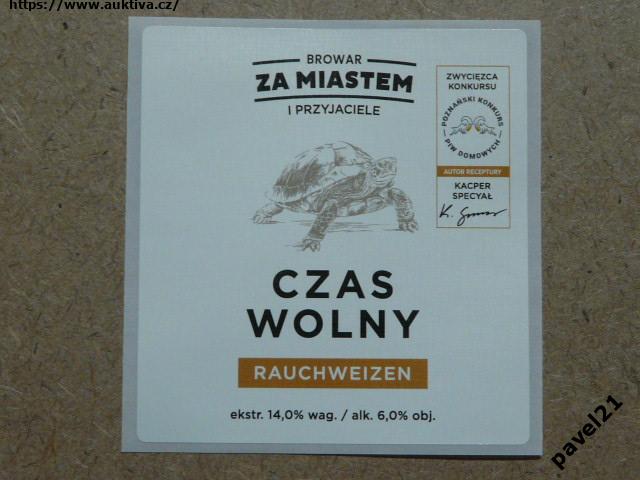 https://www.auktiva.cz/
BROWAR
ZA MIASTEM
I PRZYJACIELE
ZWYCIĘZCA
KONKURSU
POZNAŃSKI KONKURS
PIW DOMOWYCH
AUTOR RECEPTURY
KACPER
SPECYAŁ
CZAS
WOLNY
RAUCHWEIZEN
ekstr. 14,0% wag. / alk. 6,0% obj.
pavel21